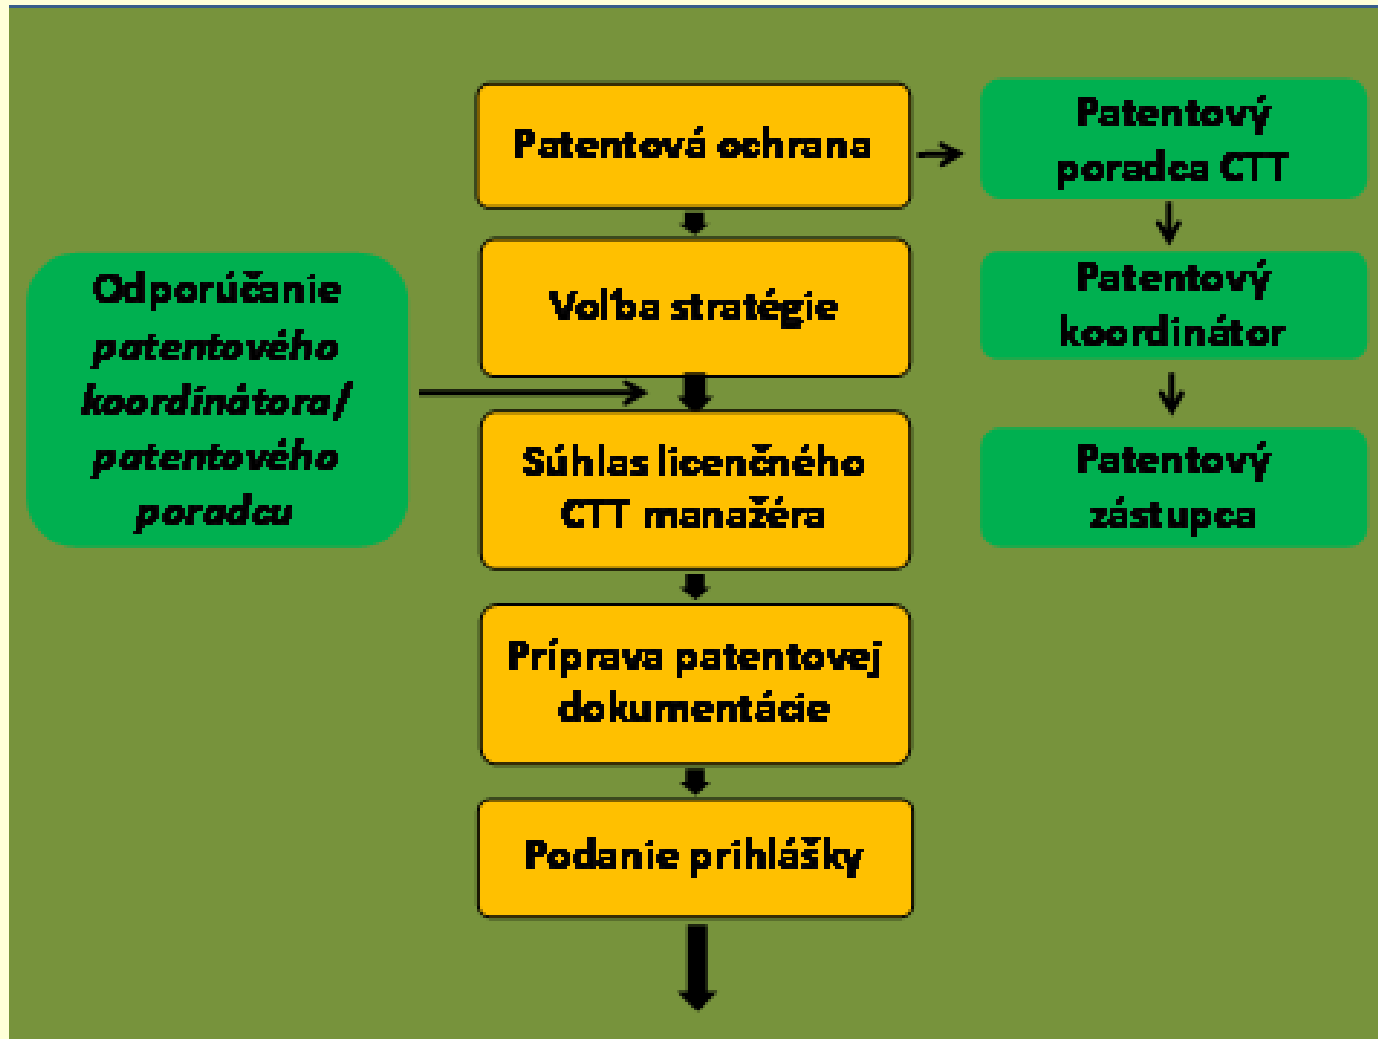 Patentová ochrana
Patentový
poradca CTT
Voľba stratégie
Patentový
koordinátor
Odporúčanie
patentového
koordínátora/
patentového
poradcu
Súhlas licenčného
CTT manažéra
Patentový
zástupca
Príprava patentovej
dokumentácie
Podanie prihlášky